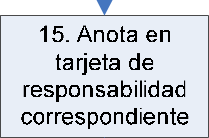 15. Anota en
tarjeta de
responsabilidad
correspondiente